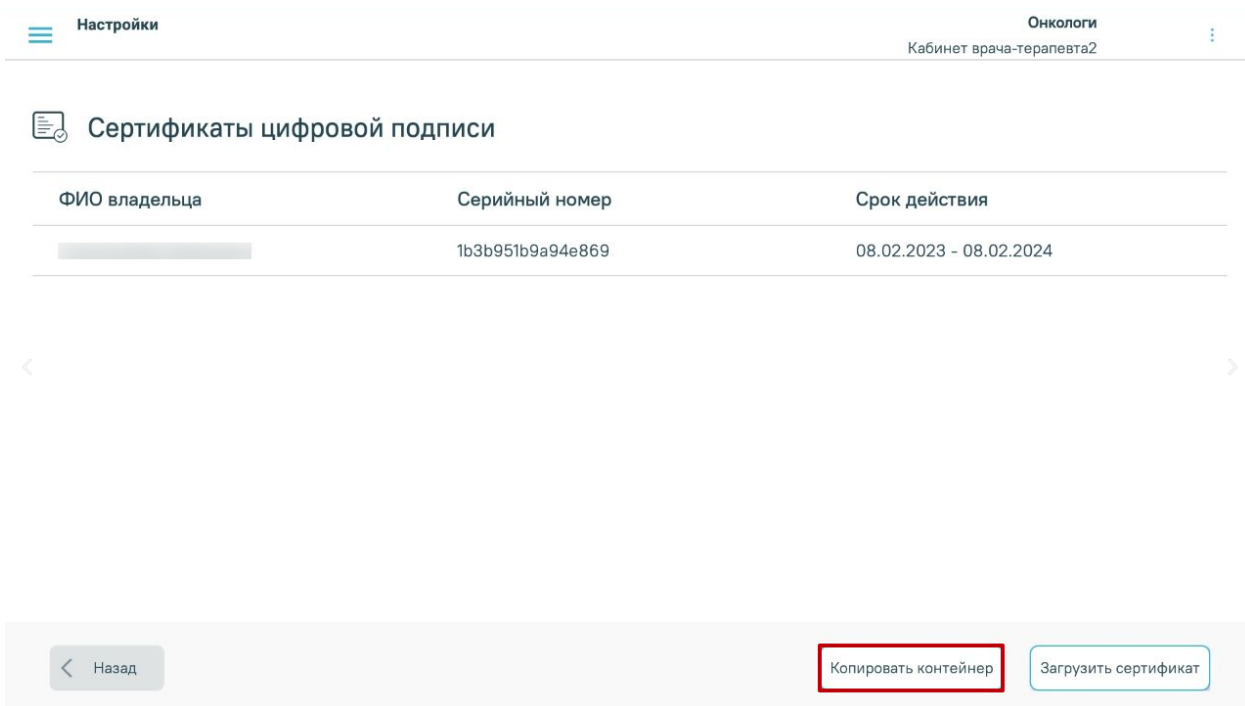 Настройки
Онкологи
Кабинет врача-терапевта2
Сертификаты цифровой подписи
ФИО владельца Серийный номер Срок действия
1b3b951b9a94e869 08.02.2023 - 08.02.2024
Назад Копировать контейнер Загрузить сертификат